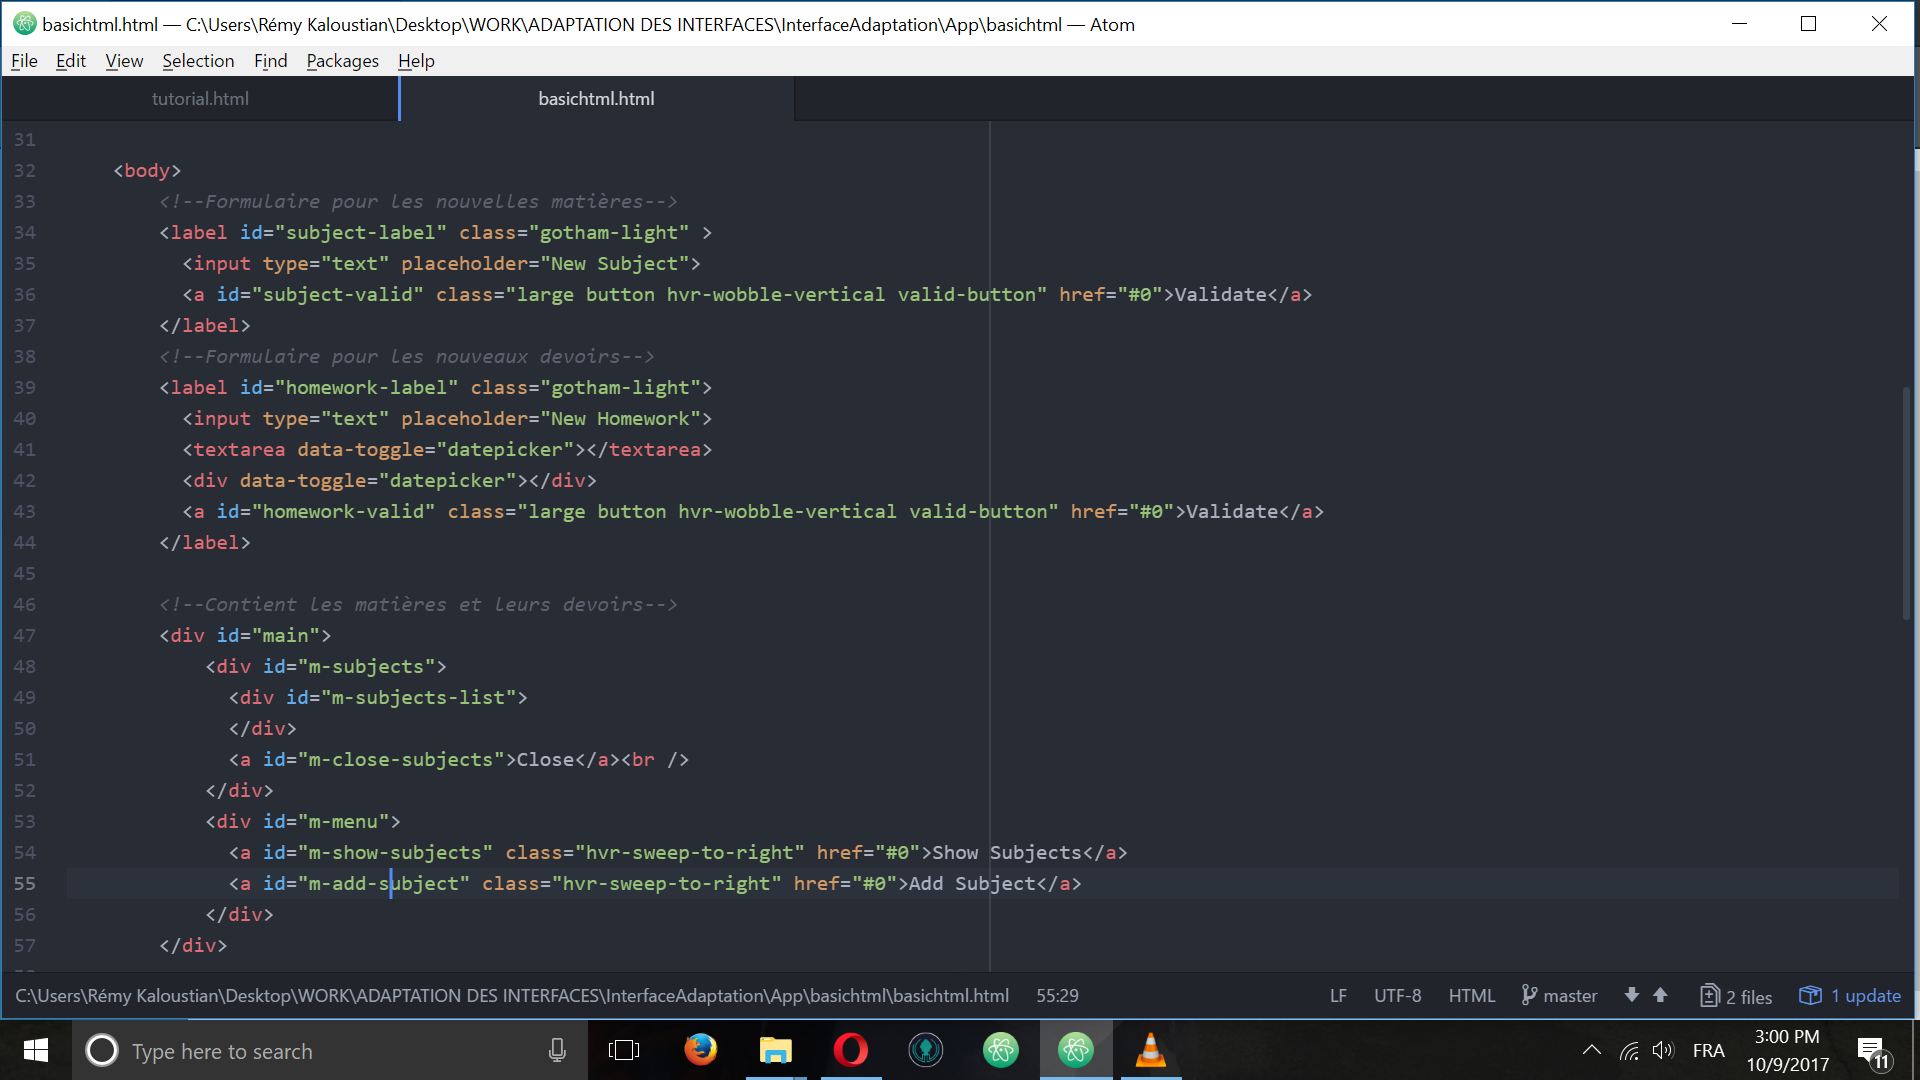 basichtml.html — C:\Users\Rémy Kaloustian\Desktop\WORK\ADAPTATION DES INTERFACES\InterfaceAdaptation\App\basichtml — Atom
File Edit View Selection Find Packages Help
tutorial.html basichtml.html
31
32 <body>
33 <!--Formulaire pour les nouvelles matières-->
34 <label id="subject-label" class="gotham-light" >
35 <input type="text" placeholder="New Subject">
36 <a id="subject-valid" class="large button hvr-wobble-vertical valid-button" href="#0">Validate</a>
37 </label>
38 <!--Formulaire pour les nouveaux devoirs-->
39 <label id="homework-label" class="gotham-light">
40 <input type="text" placeholder="New Homework">
41 <textarea data-toggle="datepicker"></textarea>
42 <div data-toggle="datepicker"></div>
43 <a id="homework-valid" class="large button hvr-wobble-vertical valid-button" href="#0">Validate</a>
44 </label>
45
46 <!--Contient les matières et leurs devoirs-->
47 <div id="main">
48 <div id="m-subjects">
49 <div id="m-subjects-list">
50 </div>
51 <a id="m-close-subjects">Close</a><br />
52 </div>
53 <div id="m-menu">
54 <a id="m-show-subjects" class="hvr-sweep-to-right" href="#0">Show Subjects</a>
55 <a id="m-add-subject" class="hvr-sweep-to-right" href="#0">Add Subject</a>
56 </div>
57 </div>
C:\Users\Rémy Kaloustian\Desktop\WORK\ADAPTATION DES INTERFACES\InterfaceAdaptation\App\basichtml\basichtml.html 55:29 LF UTF-8 HTML master 2 files 1 update
Type here to search FRA 3:00 PM
10/9/2017 11